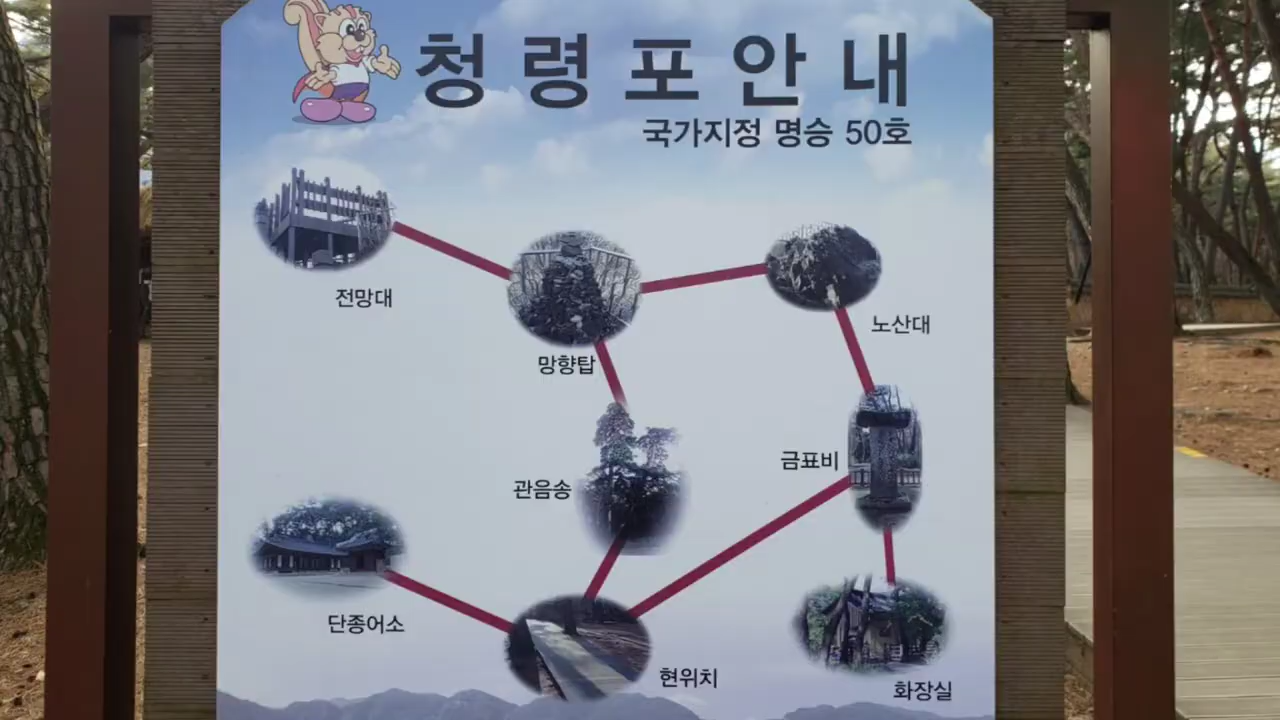 청령포안내
국가지정 명승 50호
전망대
망향탑
노산대
금표비
관음송
단종어소
현위치
화장실